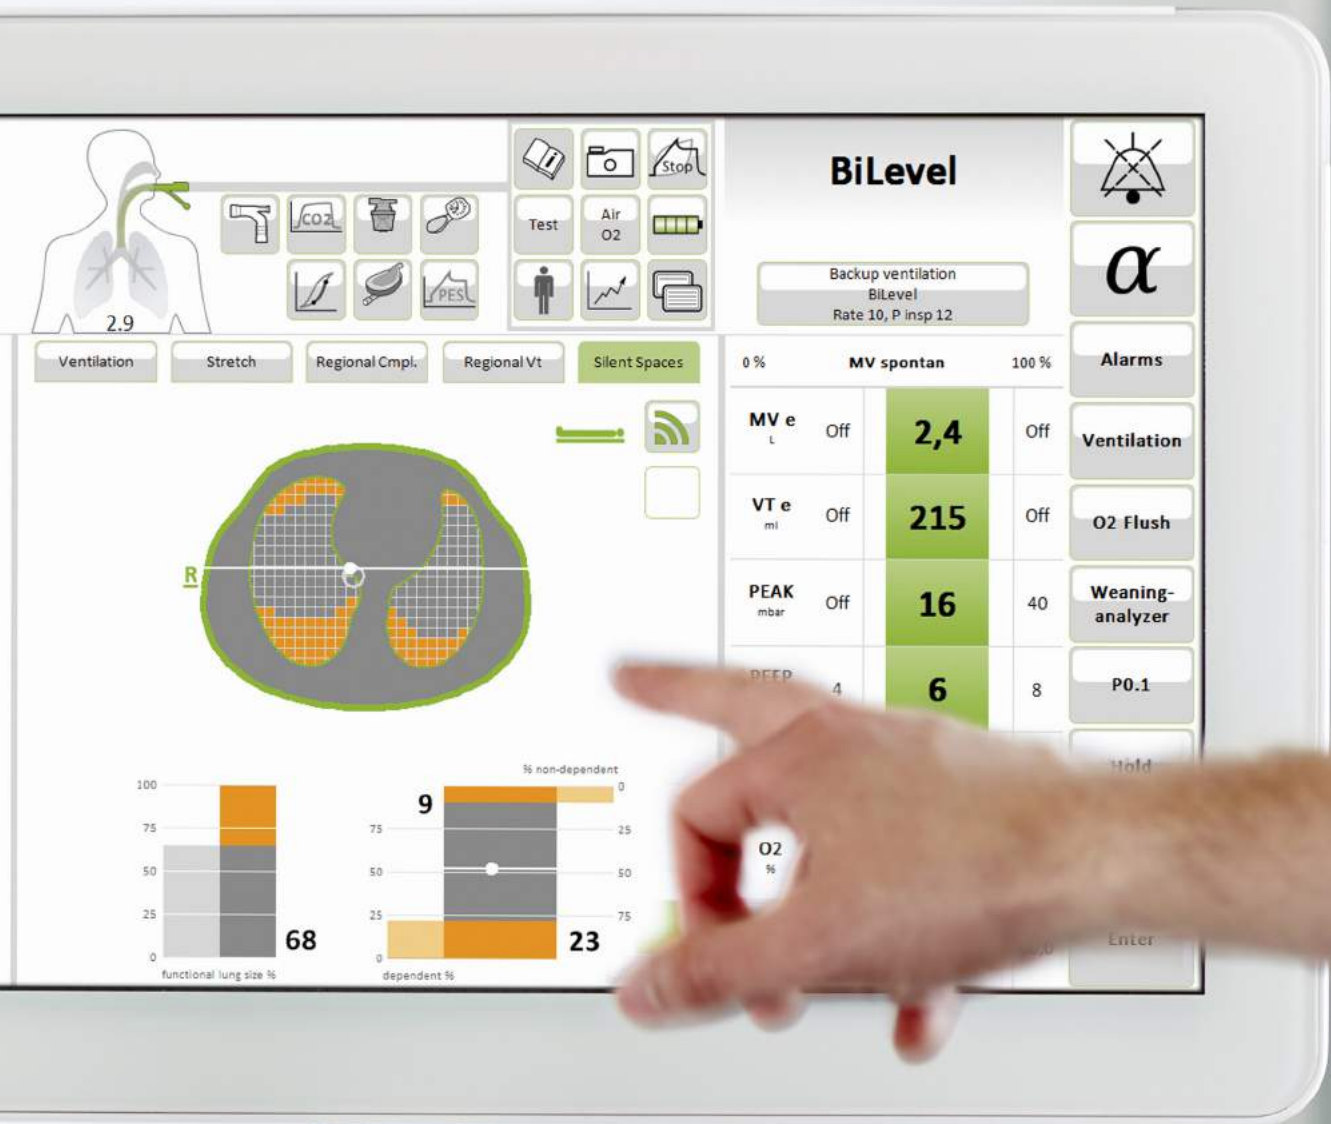 2.9
CO2
PES
Stop
Test
Air
O2
BiLevel
Backup ventilation
BiLevel
Rate 10, P insp 12
α
Ventilation
Stretch
Regional Cmpl.
Regional Vt
Silent Spaces
R
100
75
50
25
0
68
functional lung size %
% non-dependent
9
0
75
25
50
50
25
75
0
23
dependent %
0 % MV spontan 100 %
MV e
L
Off 2,4 Off
VT e
ml
Off 215 Off
PEAK
mbar
Off 16 40
PEEP
4 6 8
O2
%
Alarms
Ventilation
O2 Flush
Weaning-
analyzer
P0.1
Hold
Enter